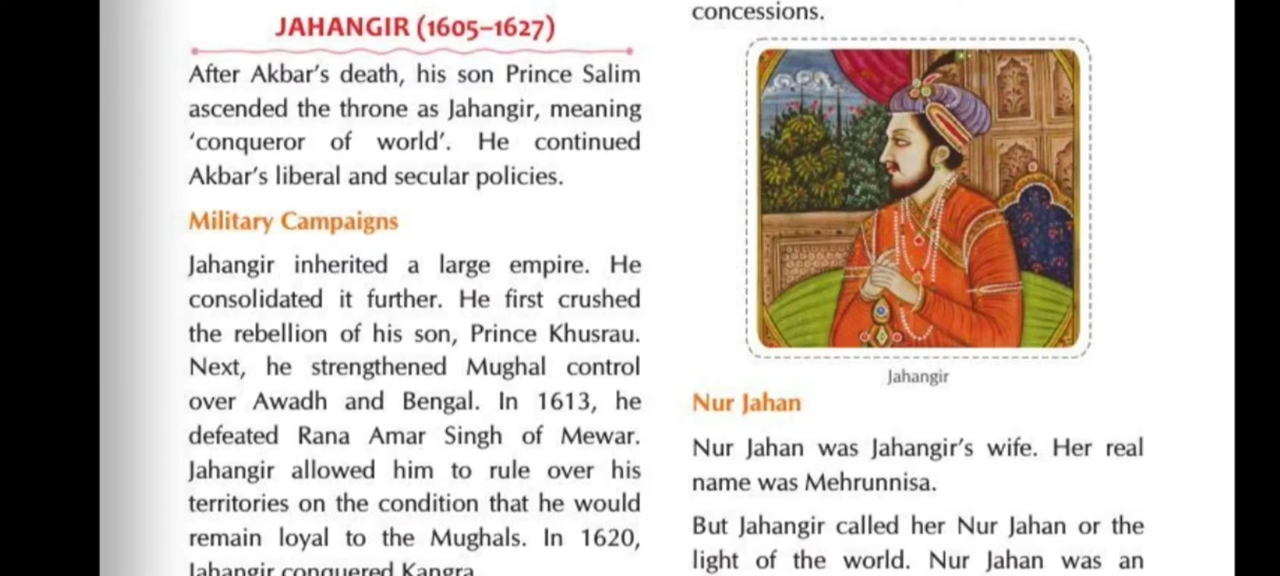 JAHANGIR (1605–1627)
After Akbar's death, his son Prince Salim
ascended the throne as Jahangir, meaning
'conqueror of world'. He continued
Akbar's liberal and secular policies.
Military Campaigns
Jahangir inherited a large empire. He
consolidated it further. He first crushed
the rebellion of his son, Prince Khusrau.
Next, he strengthened Mughal control
over Awadh and Bengal. In 1613, he
defeated Rana Amar Singh of Mewar.
Jahangir allowed him to rule over his
territories on the condition that he would
remain loyal to the Mughals. In 1620,
Jahangir conquered Kangra.
concessions.
Jahangir
Nur Jahan
Nur Jahan was Jahangir's wife. Her real
name was Mehrunnisa.
But Jahangir called her Nur Jahan or the
light of the world. Nur Jahan was an